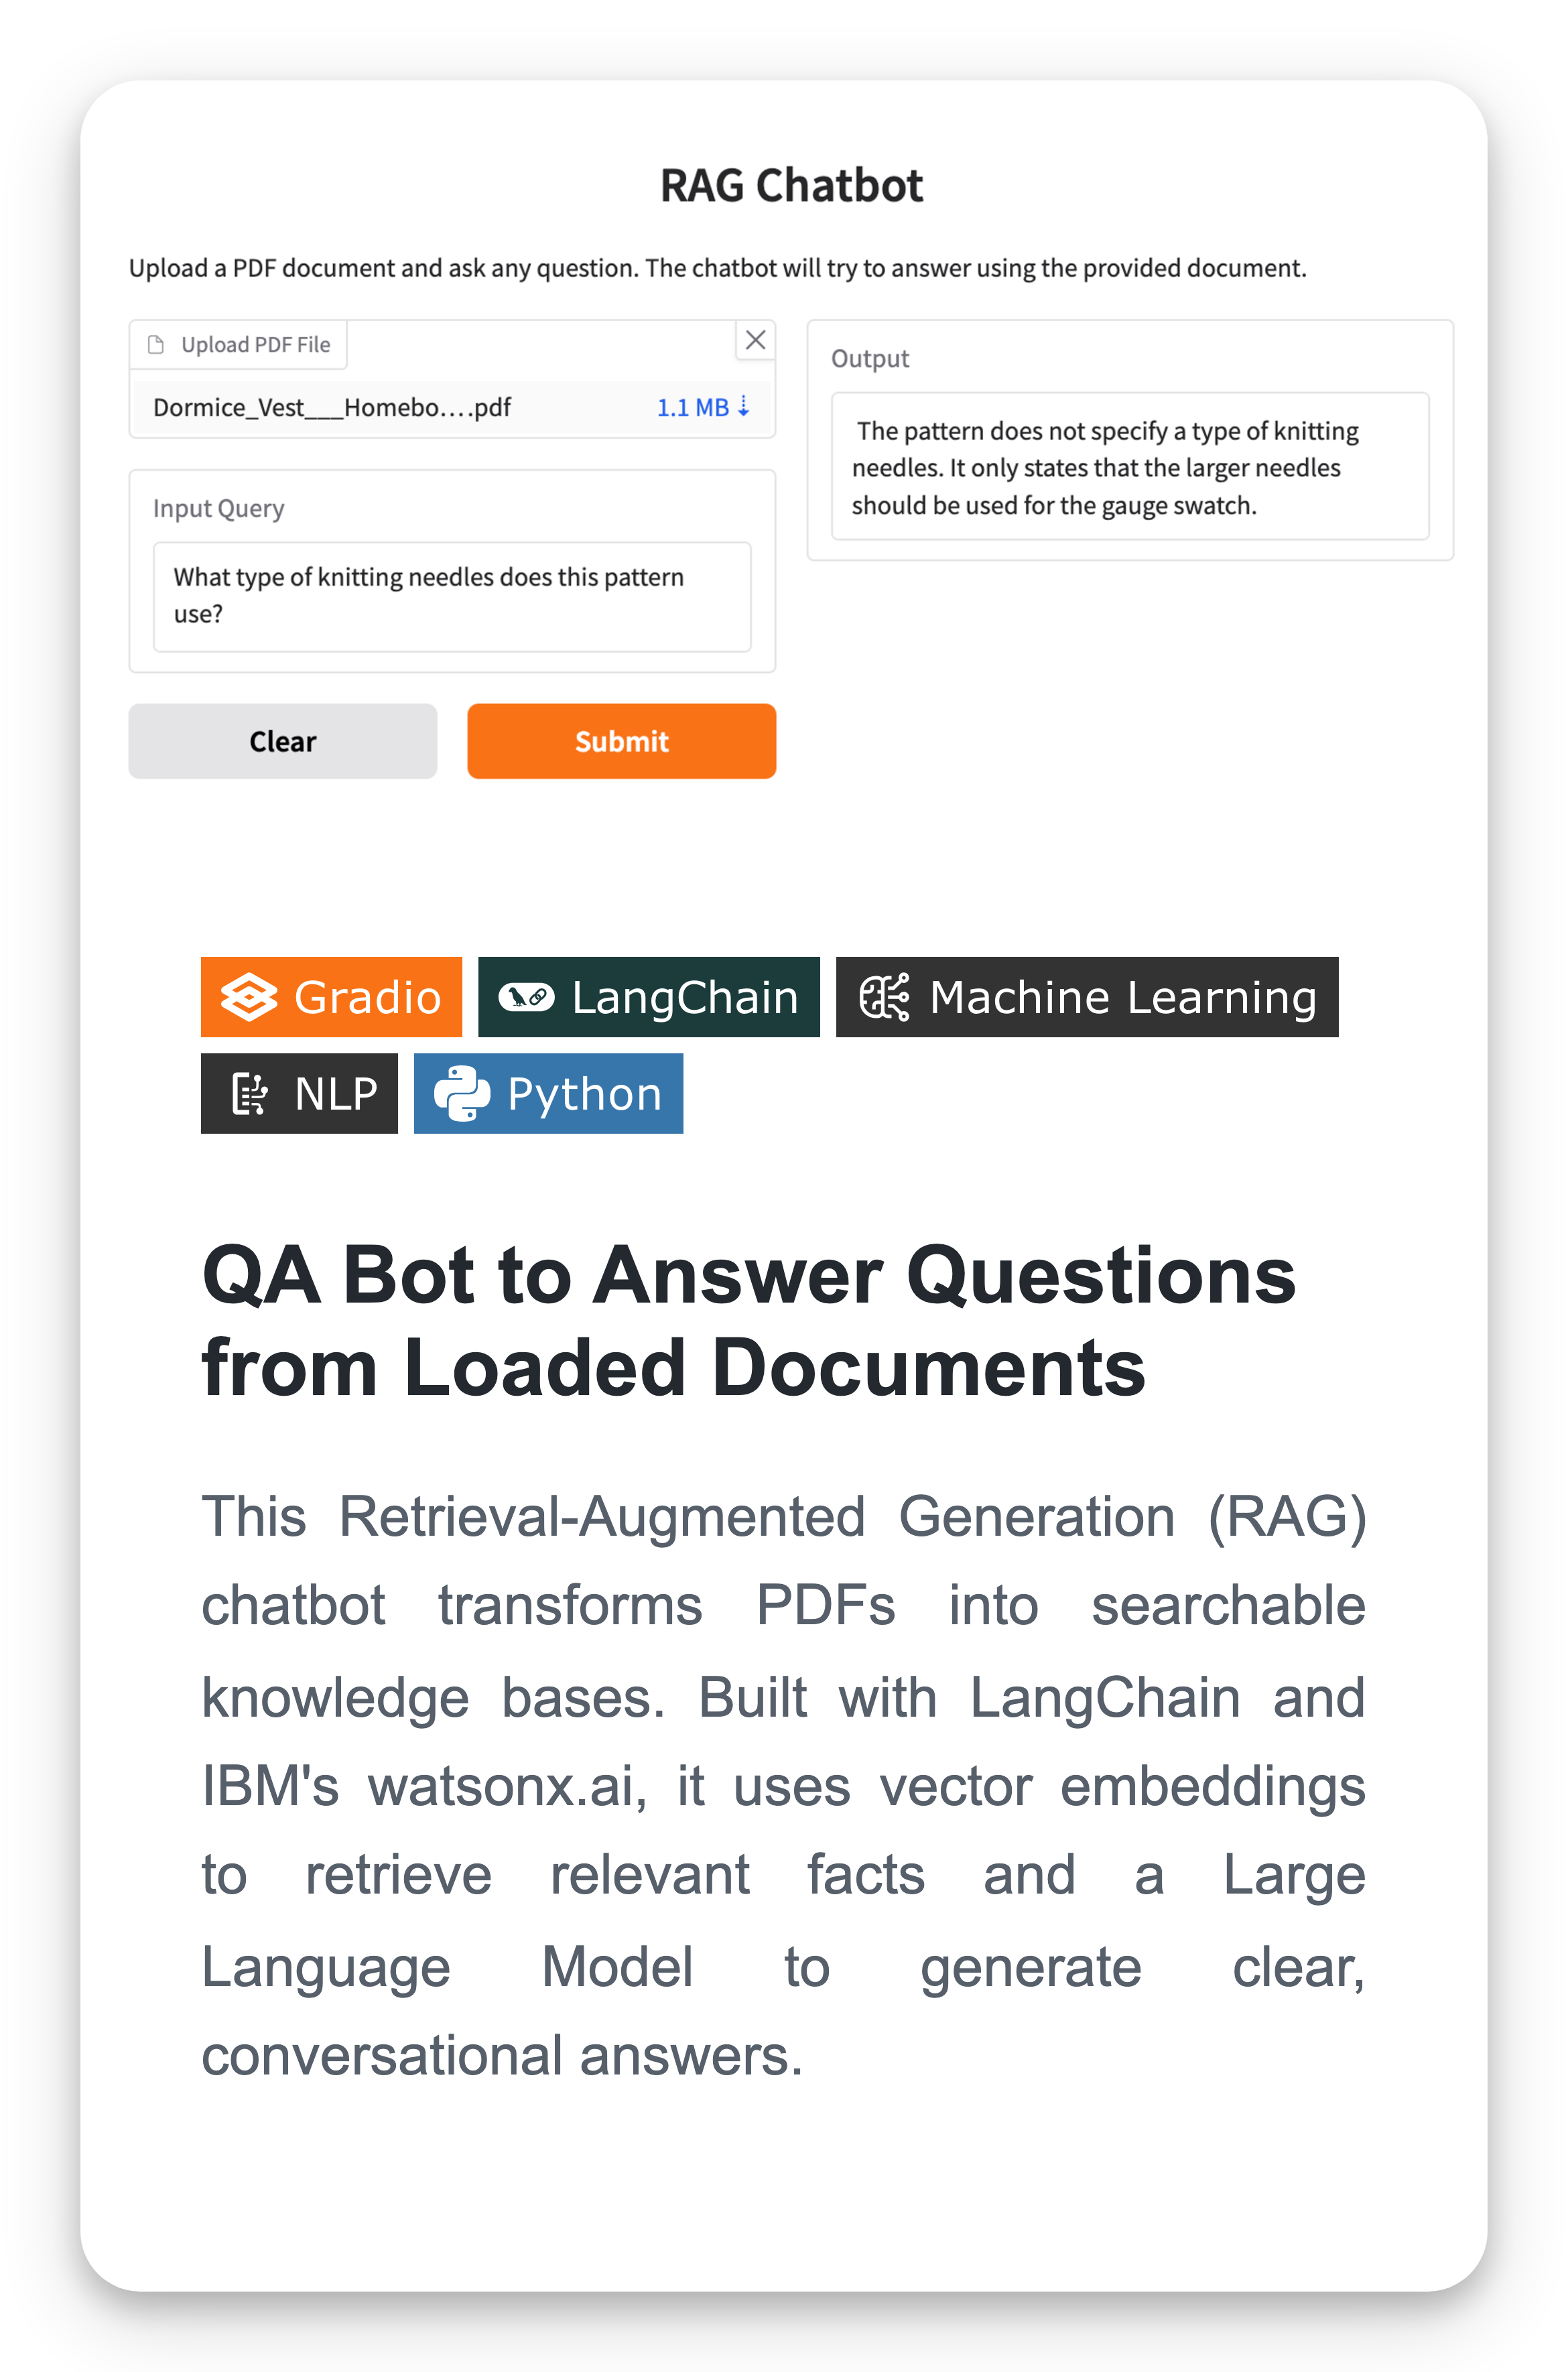 RAG Chatbot
Upload a PDF document and ask any question. The chatbot will try to answer using the provided document.
Upload PDF File
Dormice_Vest___Homebo....pdf 1.1 MB ⇣
Input Query
What type of knitting needles does this pattern
use?
Clear
Submit
Output
The pattern does not specify a type of knitting
needles. It only states that the larger needles
should be used for the gauge swatch.
Gradio
LangChain
Machine Learning
NLP
Python
QA Bot to Answer Questions
from Loaded Documents
This Retrieval-Augmented Generation (RAG)
chatbot transforms PDFs into searchable
knowledge bases. Built with LangChain and
IBM's watsonx.ai, it uses vector embeddings
to retrieve relevant facts and a Large
Language Model to generate clear,
conversational answers.